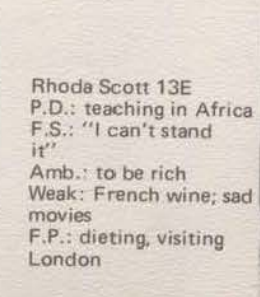 Rhoda Scott 13E
P.D.: teaching in Africa
F.S.: "I can't stand
it"
Amb.: to be rich
Weak: French wine; sad
movies
F.P.: dieting, visiting
London